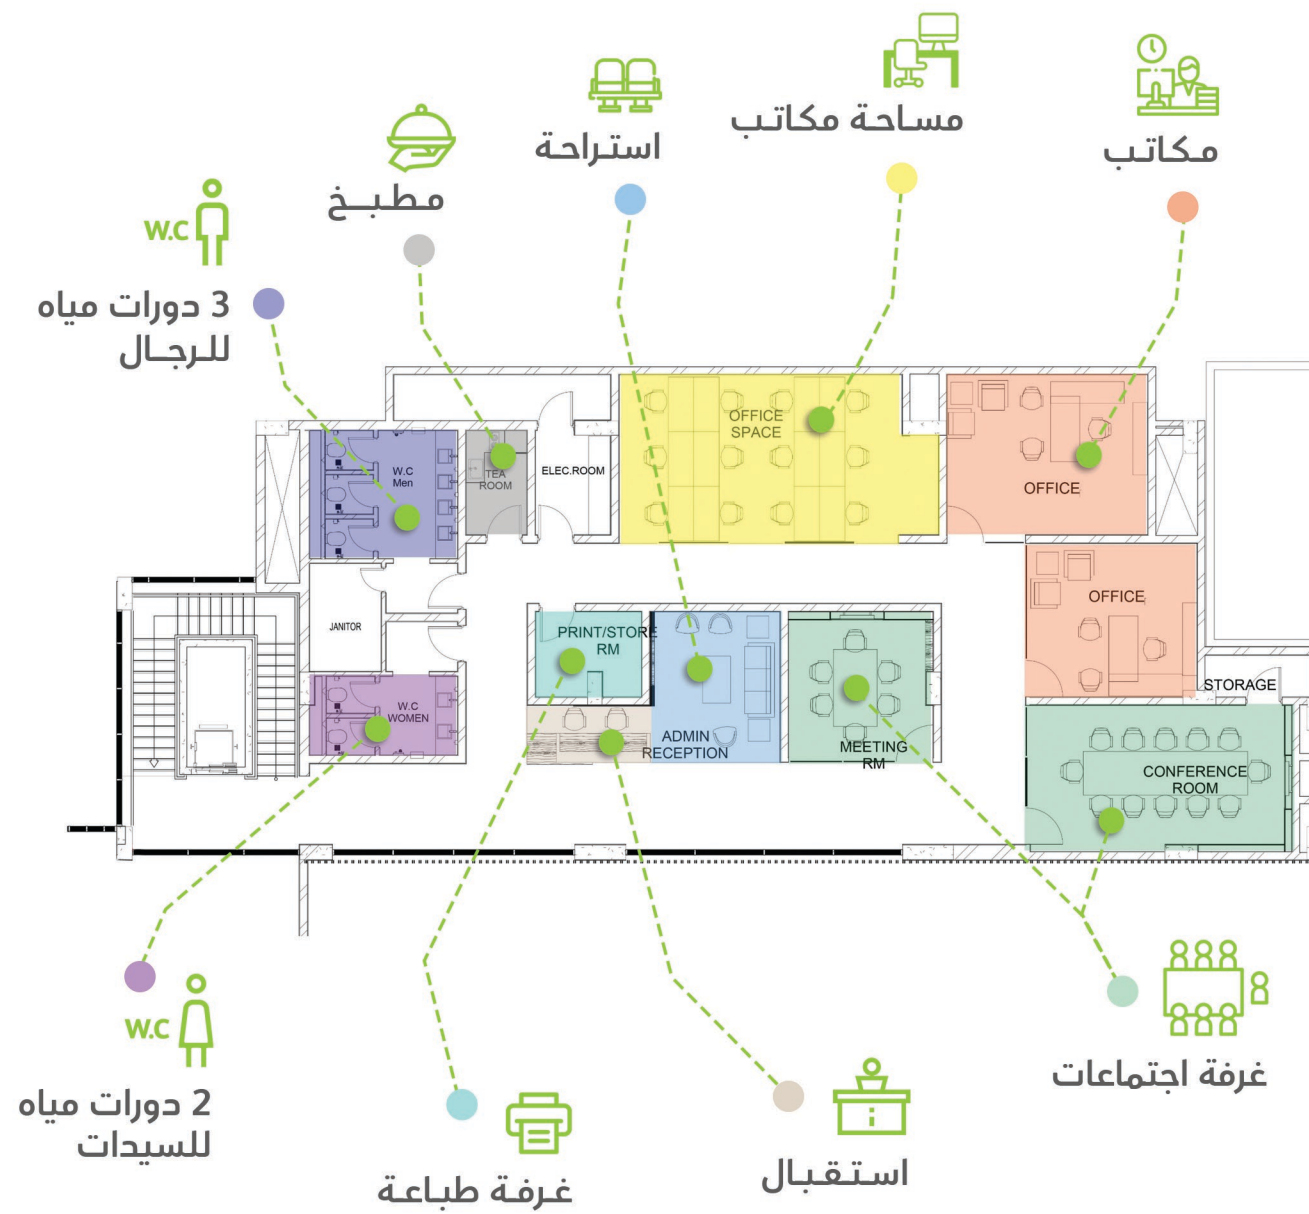 مكاتب
مساحة مكاتب
استراحة
مطبخ
W.C
3 دورات مياه
للرجال
OFFICE
SPACE
OFFICE
W.C
Men
TEA
ROOM
ELEC.ROOM
OFFICE
JANITOR
PRINT/STORE
RM
STORAGE
W.C
WOMEN
ADMIN
RECEPTION
MEETING
RM
CONFERENCE
ROOM
W.C
2 دورات مياه
للسيدات
غرفة طباعة
استقبال
غرفة اجتماعات